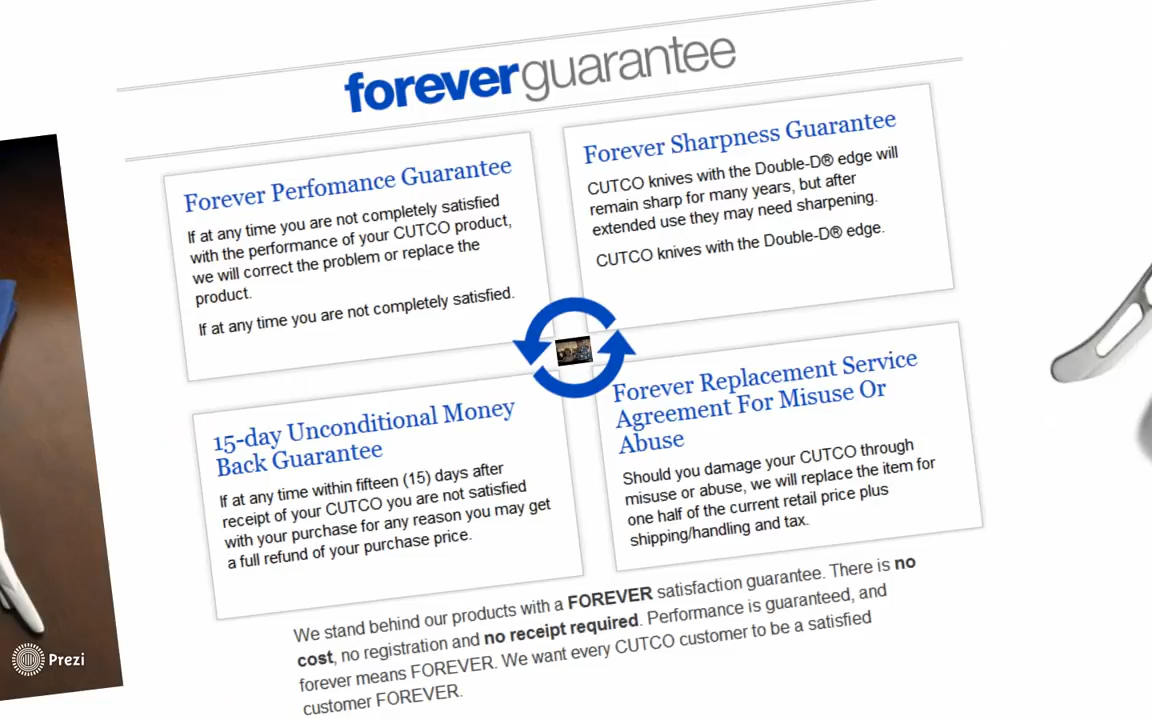 foreverguarantee
Forever Perfomance Guarantee
If at any time you are not completely satisfied
with the performance of your CUTCO product,
we will correct the problem or replace the
product.
If at any time you are not completely satisfied.
Forever Sharpness Guarantee
CUTCO knives with the Double-D® edge will
remain sharp for many years, but after
extended use they may need sharpening.
CUTCO knives with the Double-D® edge.
15-day Unconditional Money
Back Guarantee
If at any time within fifteen (15) days after
receipt of your CUTCO you are not satisfied
with your purchase for any reason you may get
a full refund of your purchase price.
Forever Replacement Service
Agreement For Misuse Or
Abuse
Should you damage your CUTCO through
misuse or abuse, we will replace the item for
one half of the current retail price plus
shipping/handling and tax.
We stand behind our products with a FOREVER satisfaction guarantee. There is no
cost, no registration and no receipt required. Performance is guaranteed, and
forever means FOREVER. We want every CUTCO customer to be a satisfied
customer FOREVER.
Prezi